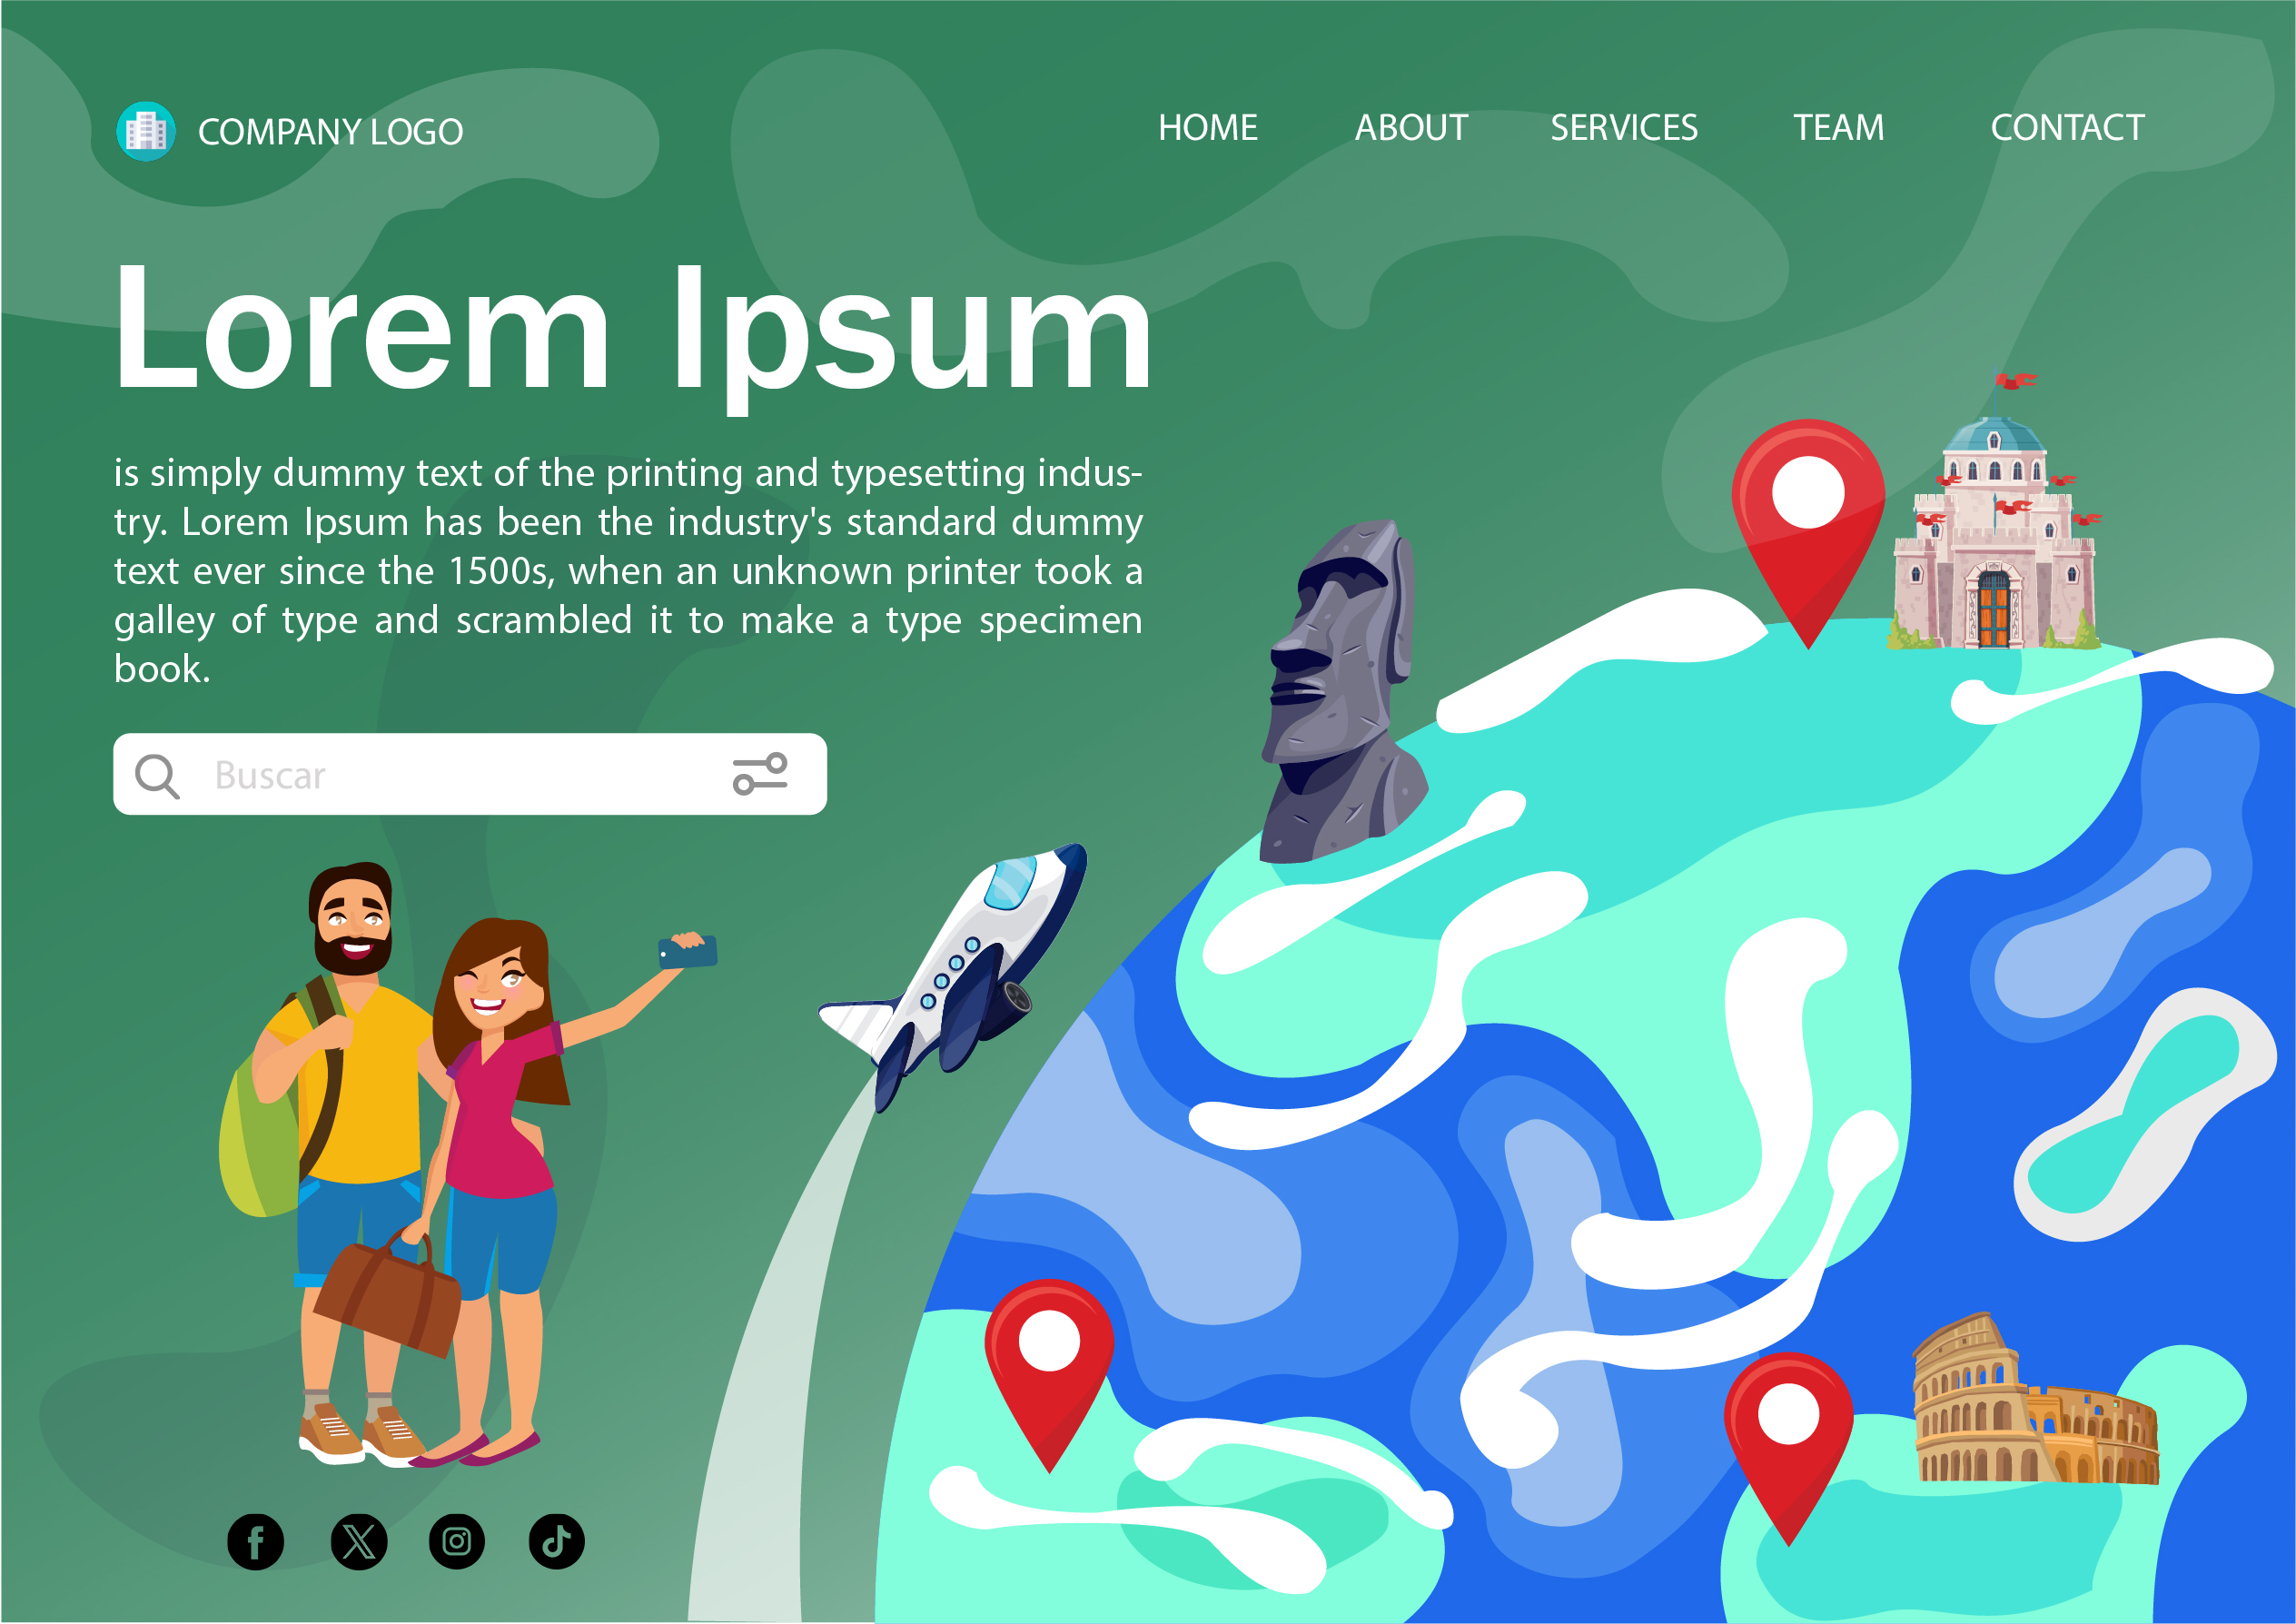 COMPANY LOGO
HOME ABOUT SERVICES TEAM CONTACT
Lorem Ipsum
is simply dummy text of the printing and typesetting indus-
try. Lorem Ipsum has been the industry's standard dummy
text ever since the 1500s, when an unknown printer took a
galley of type and scrambled it to make a type specimen
book.
Buscar